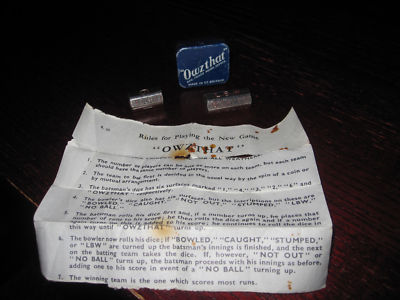 "Owzthat"
MADE IN ENGLAND
Rules for Playing the New Game
"OWZTHAT"
1. The number of players can be one or more on each side, but each team
should have the same number of players.
2. The team to bat first is decided in the usual way by the spin of a coin or
by mutual arrangement.
3. The batsman's dice has six surfaces marked "1," "2," "3," "4," "6" and
"OWZTHAT" respectively.
4. The bowler's dice also has six surfaces, but the inscriptions on these are
"BOWLED," "CAUGHT," "NOT OUT," "STUMPED," "LBW,"
"NO BALL."
5. The batsman rolls his dice first and, if a number turns up, he places that
number of runs to his score; he then rolls the dice again and if a number
again turns up, he adds this to his score; he continues to roll the dice in
this way until "OWZTHAT" turns up.
6. The bowler now rolls his dice; if "BOWLED," "CAUGHT," "STUMPED,"
or "LBW" are turned up the batsman's innings is finished, and the next
on the batting team takes the dice. If, however, "NOT OUT" or
"NO BALL" turns up, the batsman proceeds with his innings as before,
adding one to his score in event of a "NO BALL" turning up.
7. The winning team is the one which scores most runs.